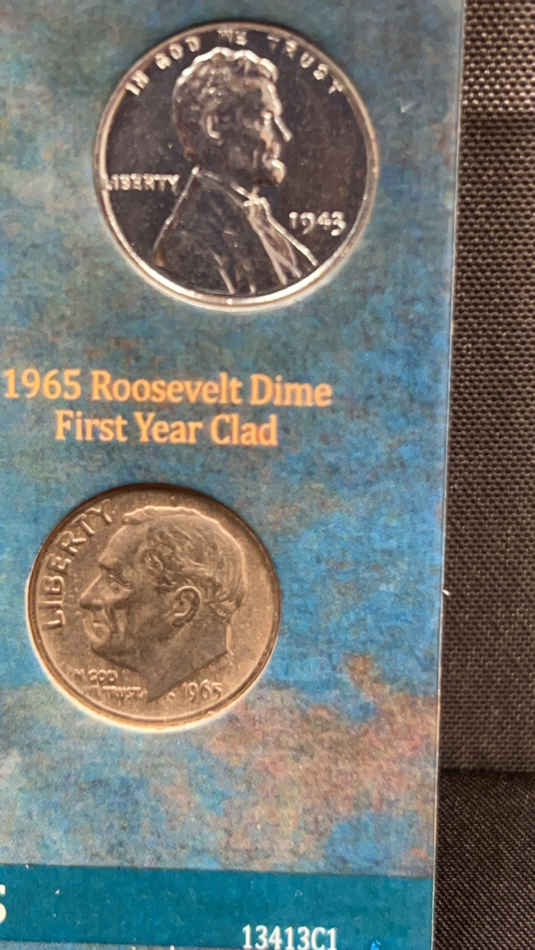 IN GOD WE TRUST
LIBERTY
1943
1965 Roosevelt Dime
First Year Clad
LIBERTY
IN GOD
WE TRUST
1965
S
13413C1